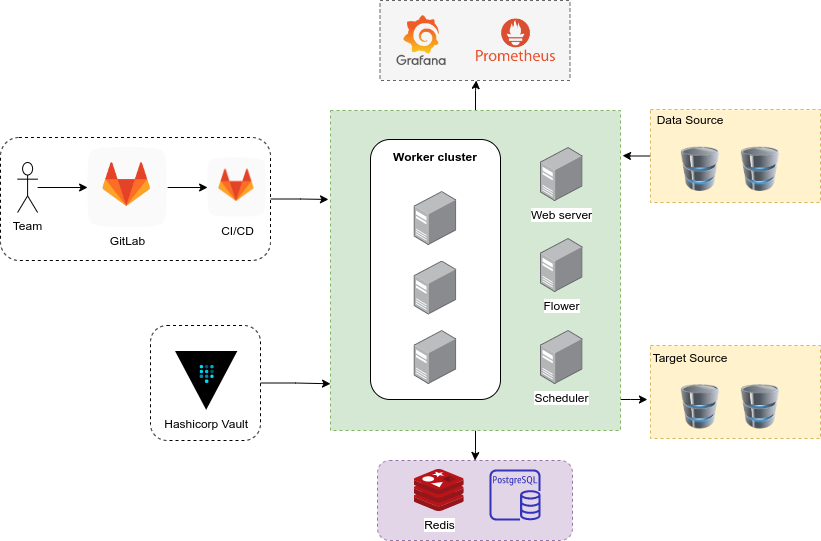 Grafana
Prometheus
Worker cluster
Data Source
Web server
Team
GitLab
CI/CD
Flower
Target Source
Scheduler
Hashicorp Vault
PostgreSQL
Redis